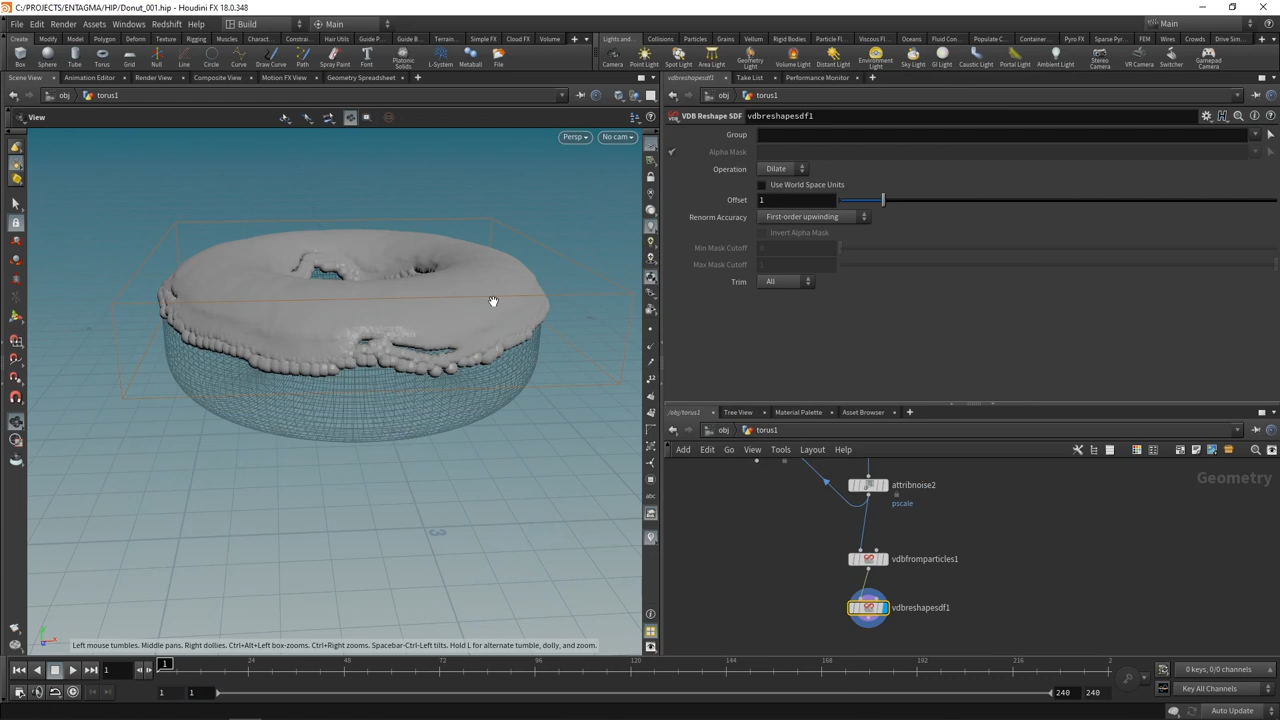 C:/PROJECTS/ENTAGMA/HIP/Donut_001.hip - Houdini FX 18.0.348
File Edit Render Assets Windows Redshift Help Build Main Main
Create Modify Model Polygon Deform Texture Rigging Muscles Charact... Constrai... Hair Utils Guide P... Guide B... Terrain... Simple FX Cloud FX Volume
Lights and... Collisions Particles Grains Vellum Rigid Bodies Particle Fl... Viscous Fl... Oceans Fluid Con... Populate C... Container... Pyro FX Sparse Pyr... FEM Wires Crowds Drive Sim...
Box Sphere Tube Torus Grid Null Line Circle Curve Draw Curve Path Spray Paint Font Platonic Solids L-System Metaball File
Camera Point Light Spot Light Area Light Geometry Light Volume Light Distant Light Environment Light Sky Light GI Light Caustic Light Portal Light Ambient Light Stereo Camera VR Camera Switcher Gamepad Camera
Scene View Animation Editor Render View Composite View Motion FX View Geometry Spreadsheet
vdbreshapesdf1 Take List Performance Monitor
obj torus1
obj torus1
View
Persp No cam
VDB Reshape SDF vdbreshapesdf1
Group
Alpha Mask
Operation Dilate
Use World Space Units
Offset 1
Renorm Accuracy First-order upwinding
Invert Alpha Mask
Min Mask Cutoff 0
Max Mask Cutoff 1
Trim All
/obj/torus1 Tree View Material Palette Asset Browser
obj torus1
Add Edit Go View Tools Layout Help
Geometry
attribnoise2
pscale
vdbfromparticles1
vdbreshapesdf1
3
Left mouse tumbles. Middle pans. Right dollies. Ctrl+Alt+Left box-zooms. Ctrl+Right zooms. Spacebar-Ctrl-Left tilts. Hold L for alternate tumble, dolly, and zoom.
1 1 24 48 72 96 120 144 168 192 216 2
0 keys, 0/0 channels
1 1 240 240
Key All Channels
Auto Update